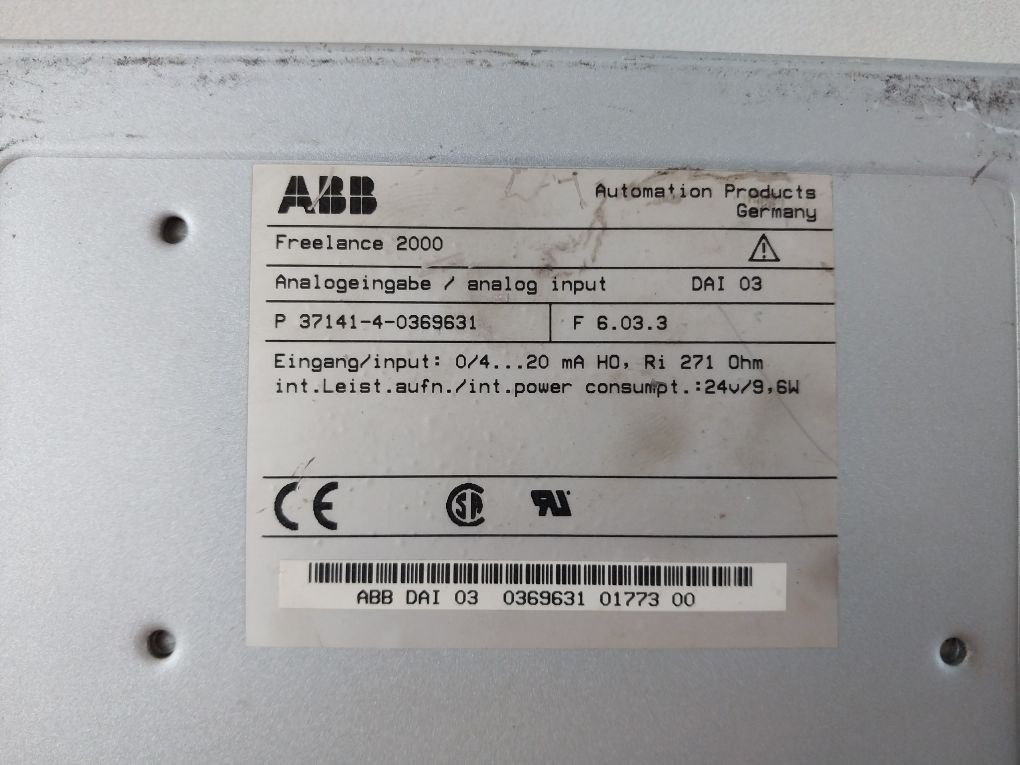 ABB
Automation Products
Germany
Freelance 2000
Analogeingabe / analog input DAI 03
P 37141-4-0369631 F 6.03.3
Eingang/input: 0/4...20 mA HO, Ri 271 Ohm
int.Leist.aufn./int.power consumpt.:24v/9,6W
CE SP RU
ABB DAI 03 0369631 01773 00